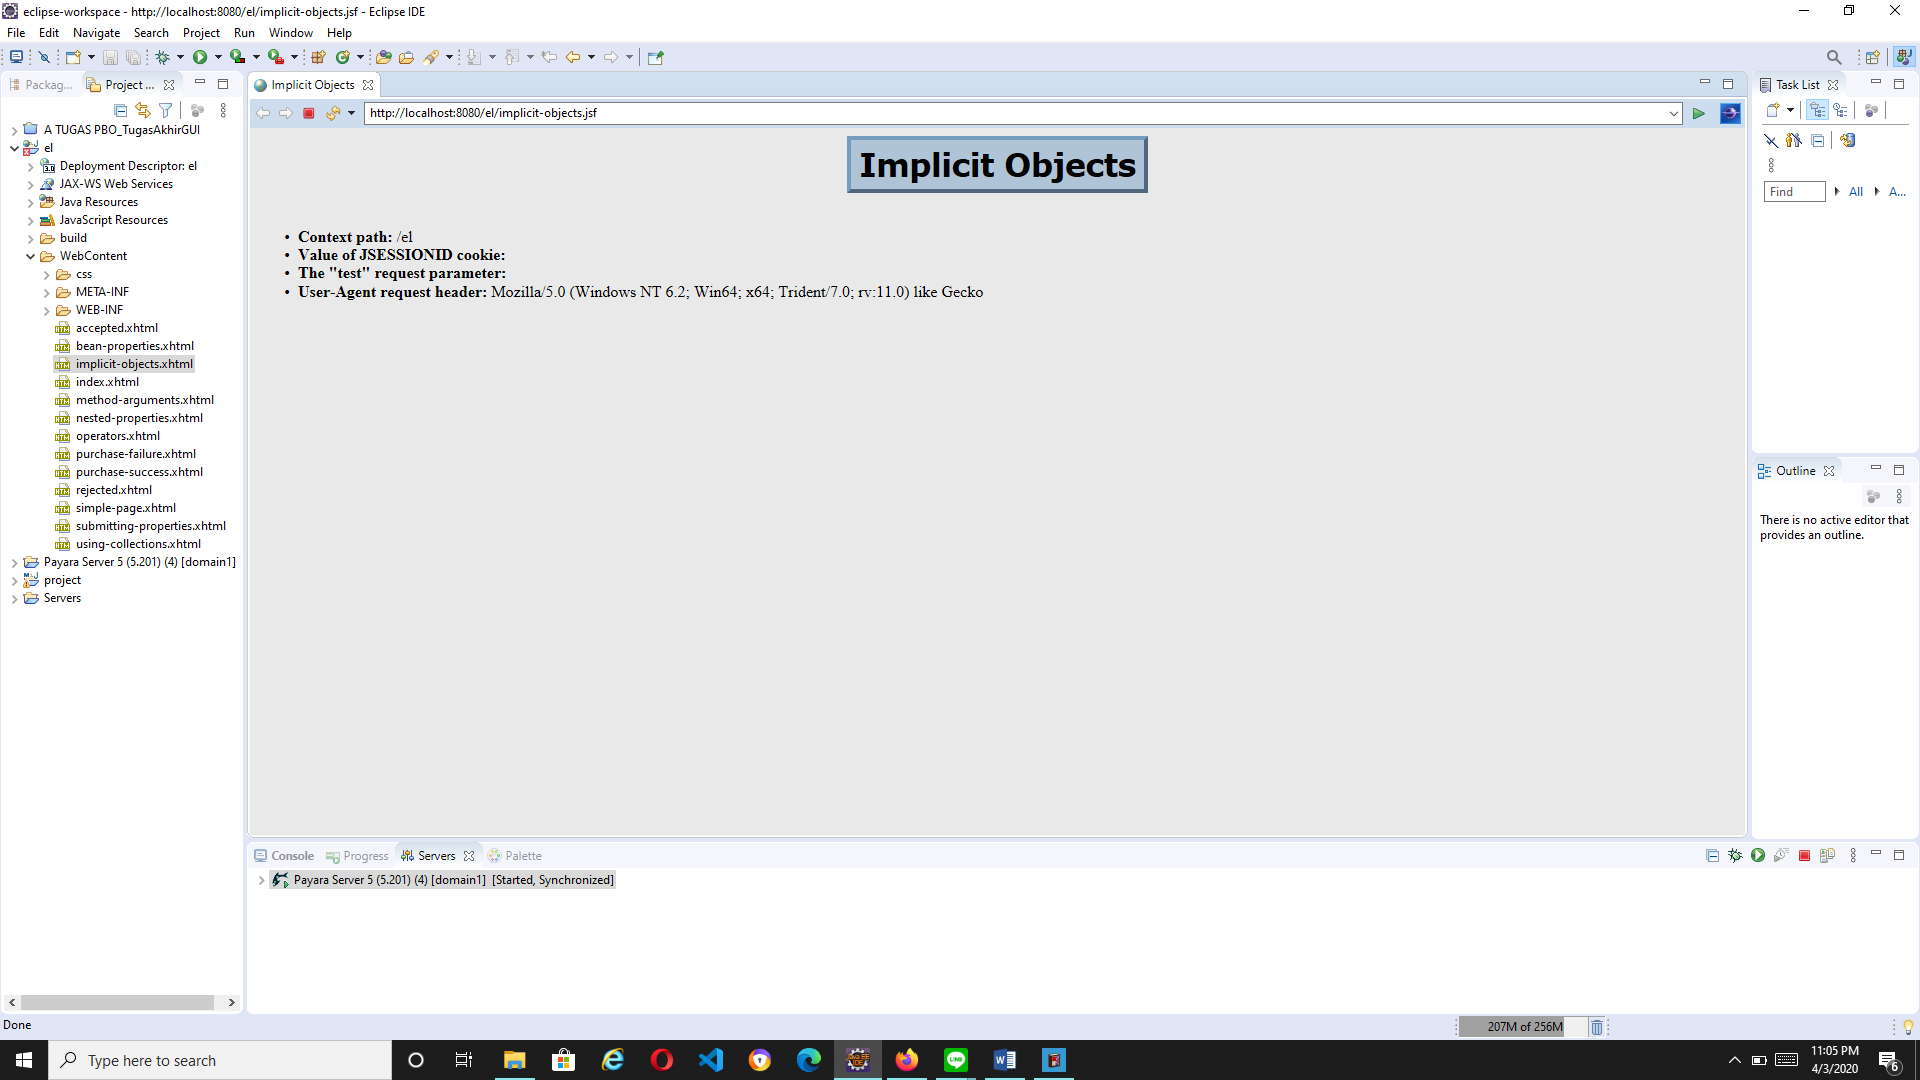 eclipse-workspace - http://localhost:8080/el/implicit-objects.jsf - Eclipse IDE
File Edit Navigate Search Project Run Window Help
Packag...
Project ...
A TUGAS PBO_TugasAkhirGUI
el
Deployment Descriptor: el
JAX-WS Web Services
Java Resources
JavaScript Resources
build
WebContent
css
META-INF
WEB-INF
accepted.xhtml
bean-properties.xhtml
implicit-objects.xhtml
index.xhtml
method-arguments.xhtml
nested-properties.xhtml
operators.xhtml
purchase-failure.xhtml
purchase-success.xhtml
rejected.xhtml
simple-page.xhtml
submitting-properties.xhtml
using-collections.xhtml
Payara Server 5 (5.201) (4) [domain1]
project
Servers
Implicit Objects
http://localhost:8080/el/implicit-objects.jsf
Implicit Objects
• Context path: /el
• Value of JSESSIONID cookie:
• The "test" request parameter:
• User-Agent request header: Mozilla/5.0 (Windows NT 6.2; Win64; x64; Trident/7.0; rv:11.0) like Gecko
Task List
Find
All
A...
Outline
There is no active editor that
provides an outline.
Console Progress Servers Palette
Payara Server 5 (5.201) (4) [domain1] [Started, Synchronized]
Done
207M of 256M
Type here to search
LINE
11:05 PM
4/3/2020
6